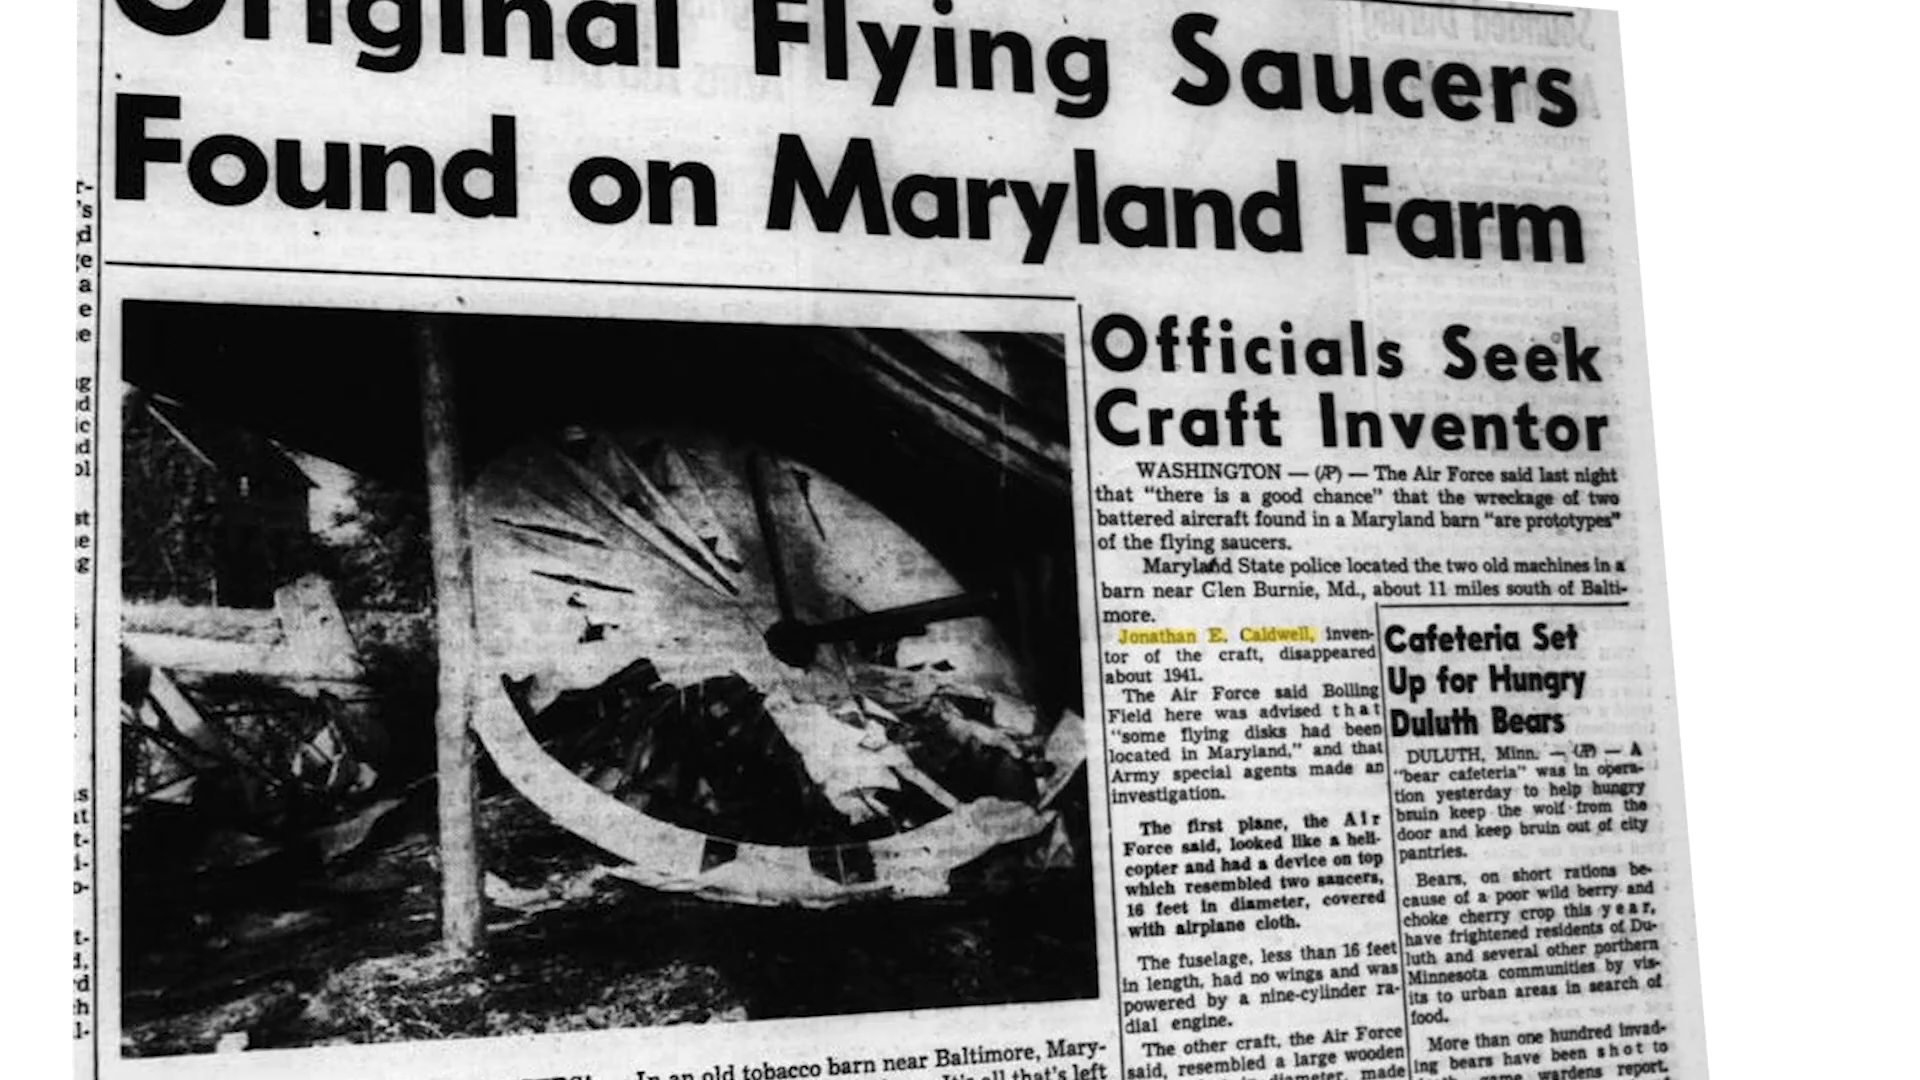 Original Flying Saucers
Found on Maryland Farm
Officials Seek
Craft Inventor
WASHINGTON — (AP) — The Air Force said last night
that "there is a good chance" that the wreckage of two
battered aircraft found in a Maryland barn "are prototypes"
of the flying saucers.
Maryland State police located the two old machines in a
barn near Glen Burnie, Md., about 11 miles south of Balti-
more.
Jonathan E. Caldwell, inven-
tor of the craft, disappeared
about 1941.
The Air Force said Bolling
Field here was advised that
"some flying disks had been
located in Maryland," and that
Army special agents made an
investigation.
The first plane, the Air
Force said, looked like a heli-
copter and had a device on top
which resembled two saucers,
16 feet in diameter, covered
with airplane cloth.
The fuselage, less than 16 feet
in length, had no wings and was
powered by a nine-cylinder ra-
dial engine.
The other craft, the Air Force
said, resembled a large wooden
diameter, made
Cafeteria Set
Up for Hungry
Duluth Bears
DULUTH, Minn. — (AP) — A
"bear cafeteria" was in opera-
tion yesterday to help hungry
bruin keep the wolf from the
door and keep bruin out of city
pantries.
Bears, on short rations be-
cause of a poor wild berry and
choke cherry crop this year,
have frightened residents of Du-
luth and several other northern
Minnesota communities by vis-
its to urban areas in search of
food.
More than one hundred invad-
ing bears have been shot to
game wardens report.
In an old tobacco barn near Baltimore, Mary-
It's all that's left